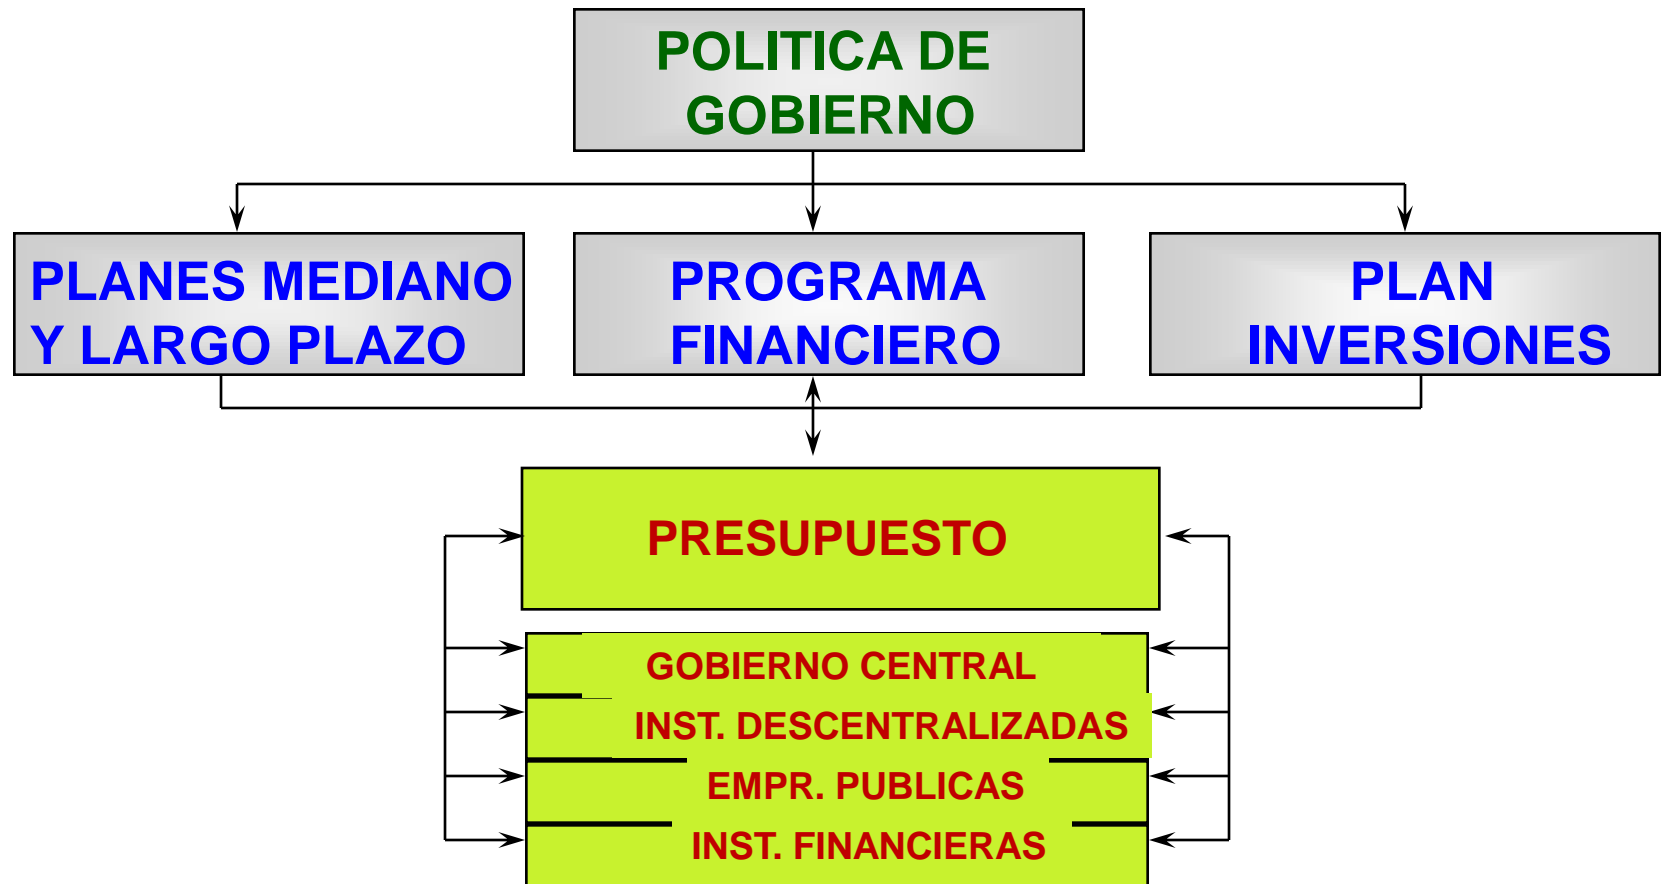 POLITICA DE
GOBIERNO
PLANES MEDIANO
Y LARGO PLAZO
PROGRAMA
FINANCIERO
PLAN
INVERSIONES
PRESUPUESTO
GOBIERNO CENTRAL
INST. DESCENTRALIZADAS
EMPR. PUBLICAS
INST. FINANCIERAS